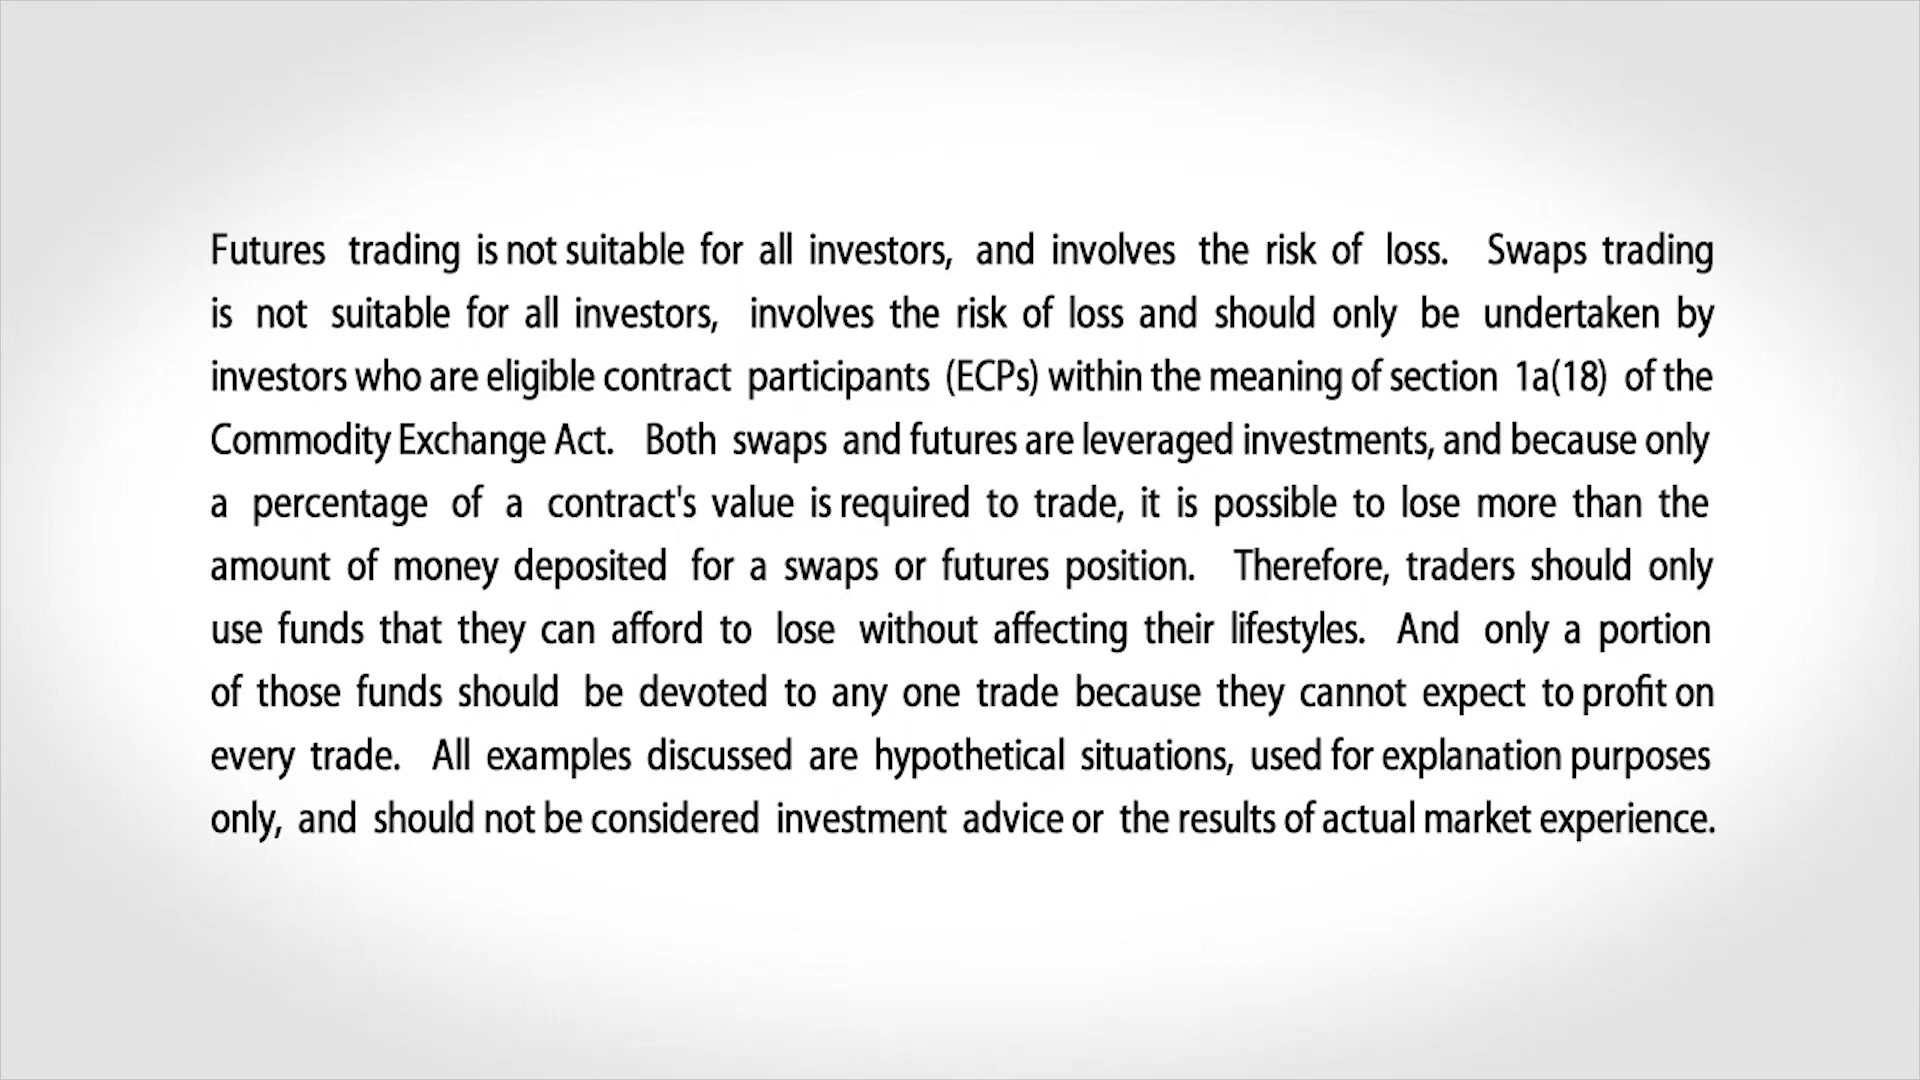 Futures trading is not suitable for all investors, and involves the risk of loss. Swaps trading
is not suitable for all investors, involves the risk of loss and should only be undertaken by
investors who are eligible contract participants (ECPs) within the meaning of section 1a(18) of the
Commodity Exchange Act. Both swaps and futures are leveraged investments, and because only
a percentage of a contract's value is required to trade, it is possible to lose more than the
amount of money deposited for a swaps or futures position. Therefore, traders should only
use funds that they can afford to lose without affecting their lifestyles. And only a portion
of those funds should be devoted to any one trade because they cannot expect to profit on
every trade. All examples discussed are hypothetical situations, used for explanation purposes
only, and should not be considered investment advice or the results of actual market experience.